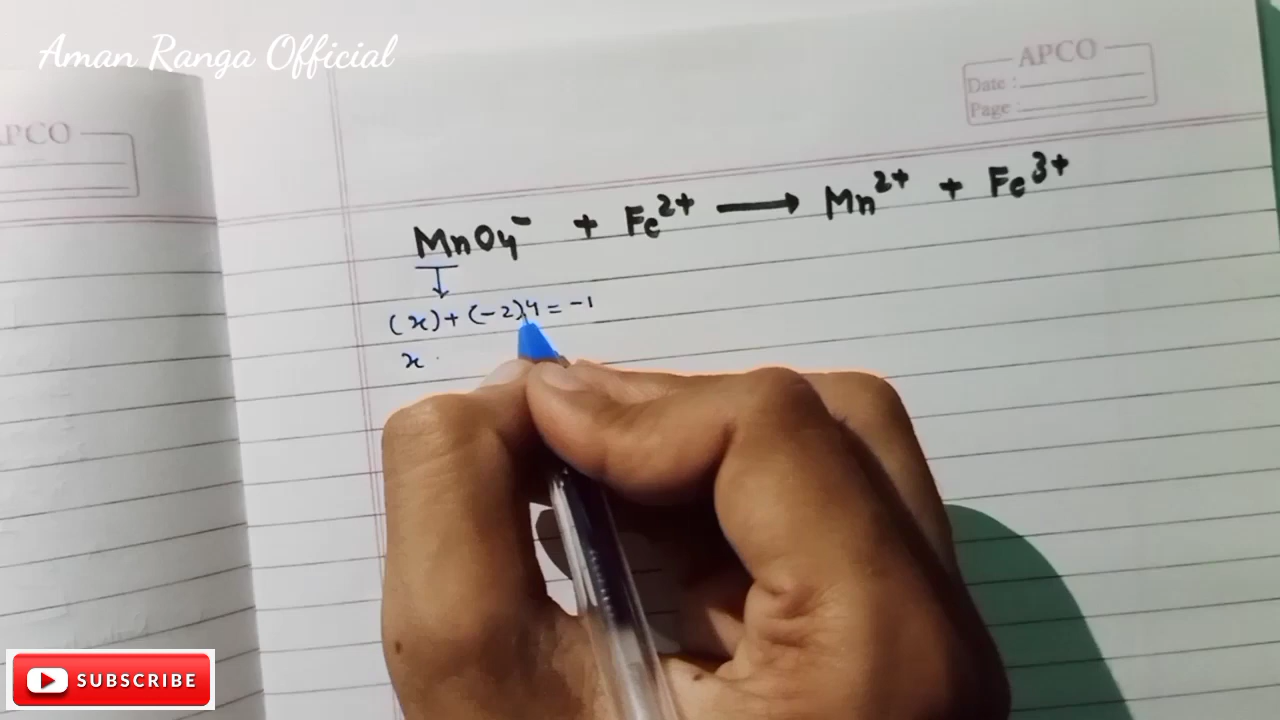 Aman Ranga Official
APCO
Date :
Page :
APCO
MnO4⁻ + Fe²⁺ ⟶ Mn²⁺ + Fe³⁺
(x) + (-2)4 = -1
x
SUBSCRIBE